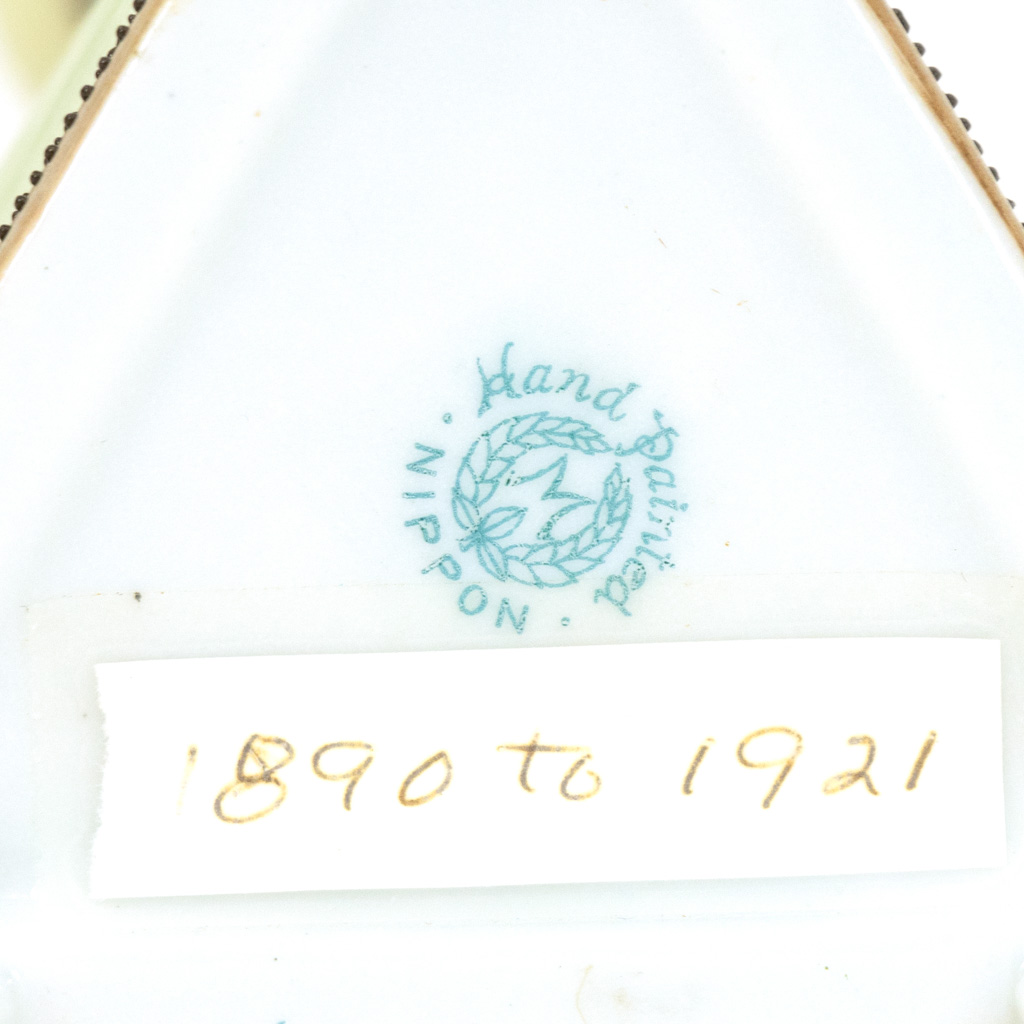 Hand Painted
M
NIPPON
1890 to 1921